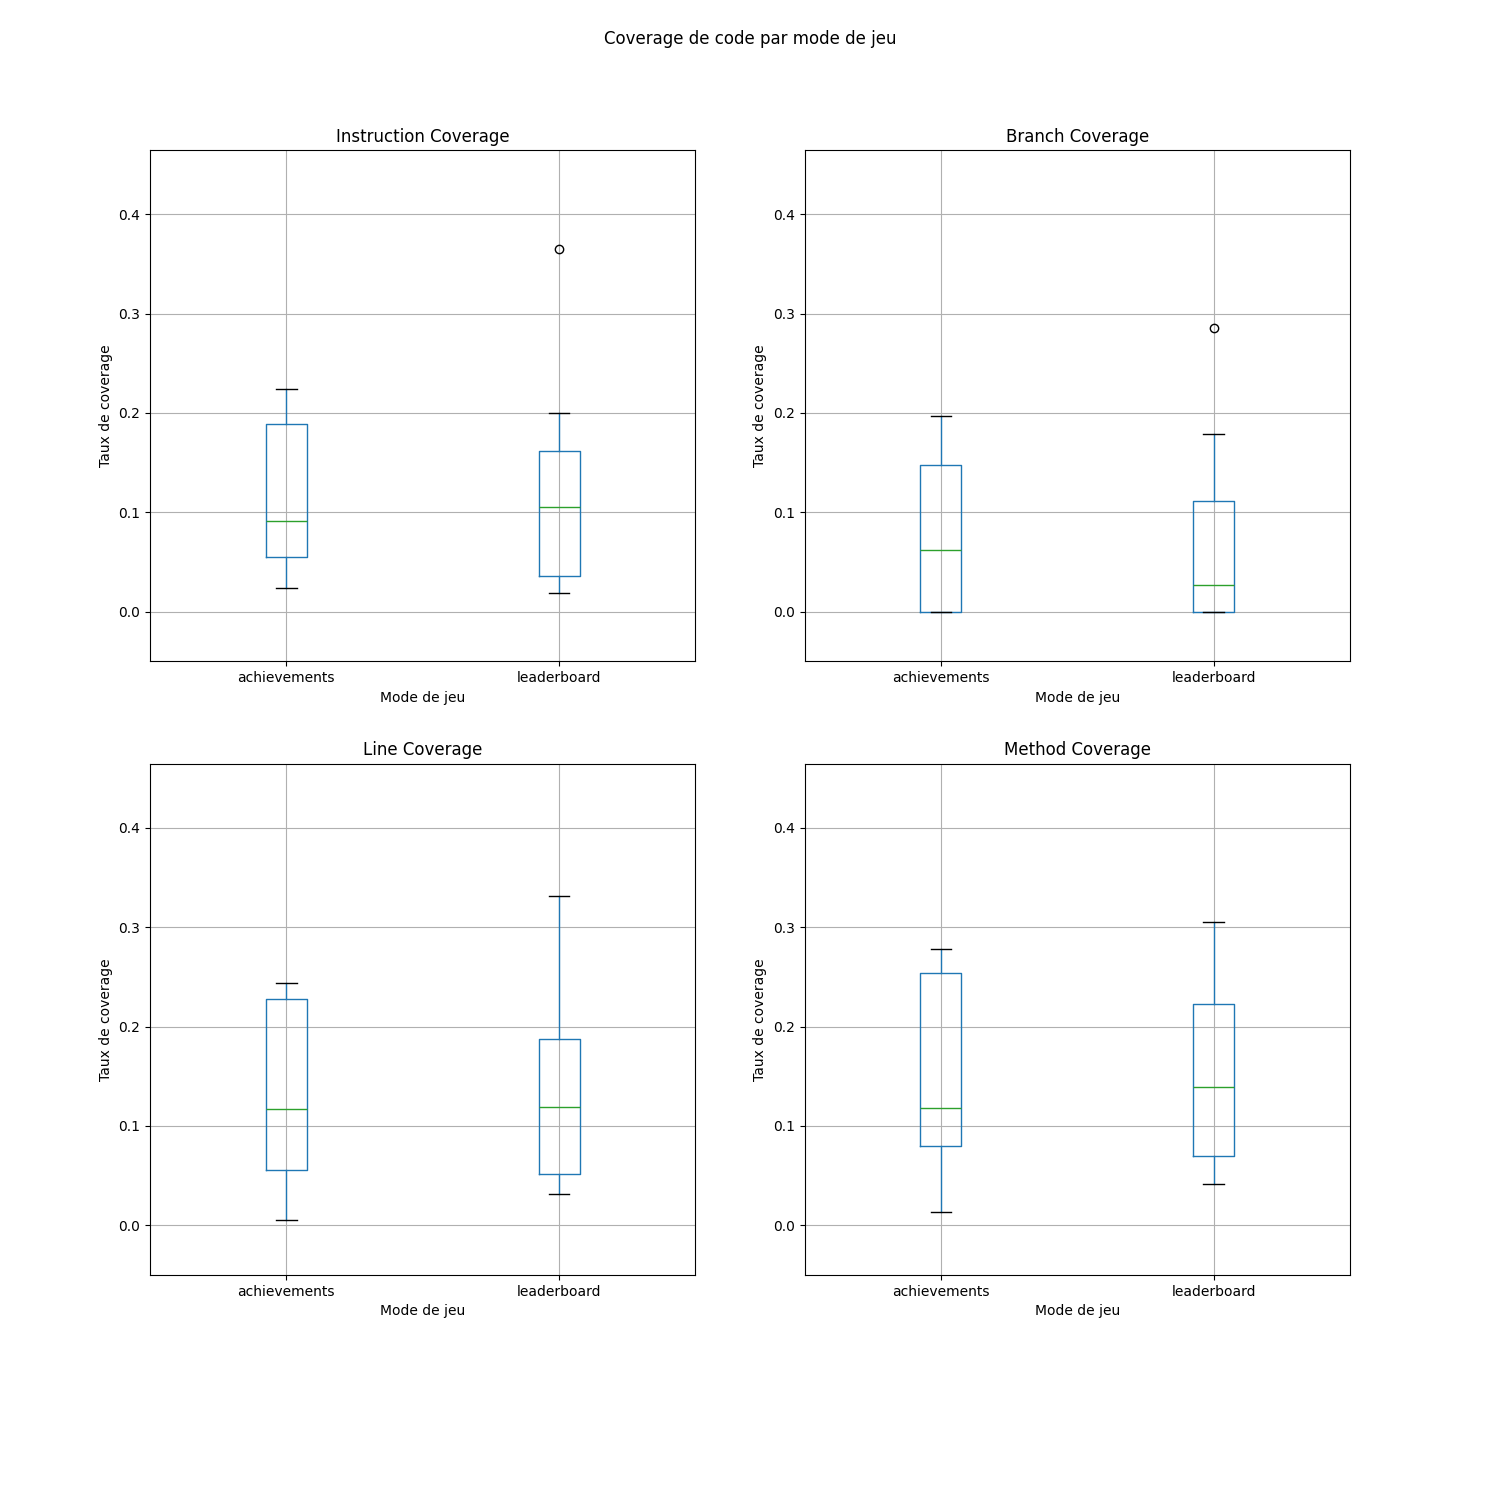 Coverage de code par mode de jeu
Instruction Coverage
Taux de coverage
0.4
0.3
0.2
0.1
0.0
achievements leaderboard
Mode de jeu
Branch Coverage
Taux de coverage
0.4
0.3
0.2
0.1
0.0
achievements leaderboard
Mode de jeu
Line Coverage
Taux de coverage
0.4
0.3
0.2
0.1
0.0
achievements leaderboard
Mode de jeu
Method Coverage
Taux de coverage
0.4
0.3
0.2
0.1
0.0
achievements leaderboard
Mode de jeu